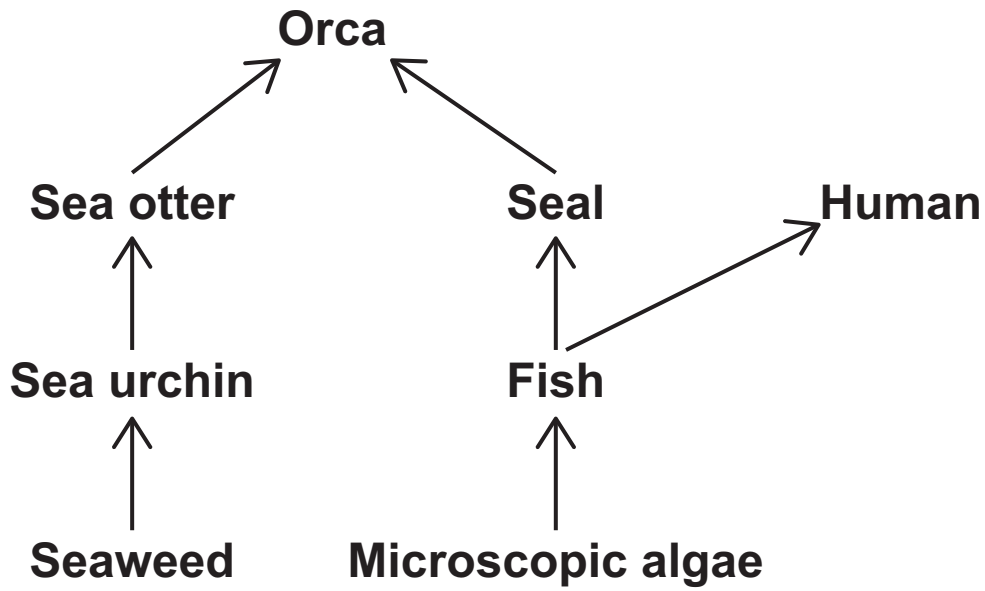 Orca
Sea otter
Seal
Human
Sea urchin
Fish
Seaweed
Microscopic algae